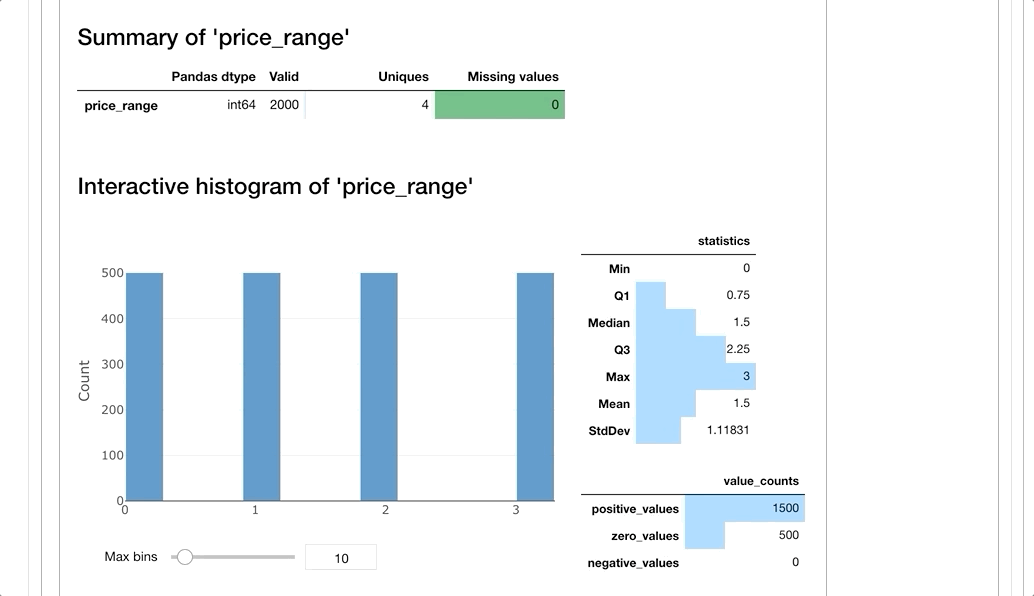 Summary of 'price_range'
Pandas dtype Valid Uniques Missing values
price_range int64 2000 4 0
Interactive histogram of 'price_range'
statistics
Min 0
Q1 0.75
Median 1.5
Q3 2.25
Max 3
Mean 1.5
StdDev 1.11831
500
400
300
200
100
0
Count
0 1 2 3
value_counts
positive_values 1500
zero_values 500
negative_values 0
Max bins 10